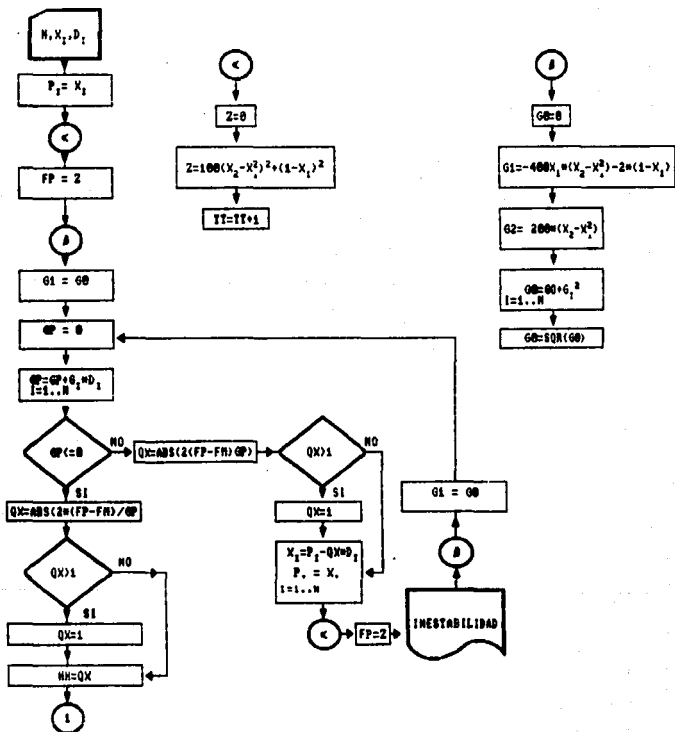 N,X_I,D_I
P_I= X_I
<
FP = Z
β
G1 = G0
GP = 0
GP=GP+G_I*D_I
I=1..N
GP<=0
NO
SI
QX=ABS(2*(FP-FM)/GP
QX>1
NO
SI
QX=1
HH=QX
1
QX=ABS(2(FP-FM)GP)
QX>1
NO
SI
QX=1
X_I=P_I-QX*D_I
P. = X.
I=1..N
<
FP=Z
INESTABILIDAD
β
G1 = G0
<
Z=0
Z=100(X_2-X_1^2)^2+(1-X_1)^2
TT=TT+1
β
G0=0
G1=-400X_1*(X_2-X_1^2)-2*(1-X_1)
G2= 200*(X_2-X_1^2)
G0=G0+G_I^2
I=1..N
G0=SQR(G0)